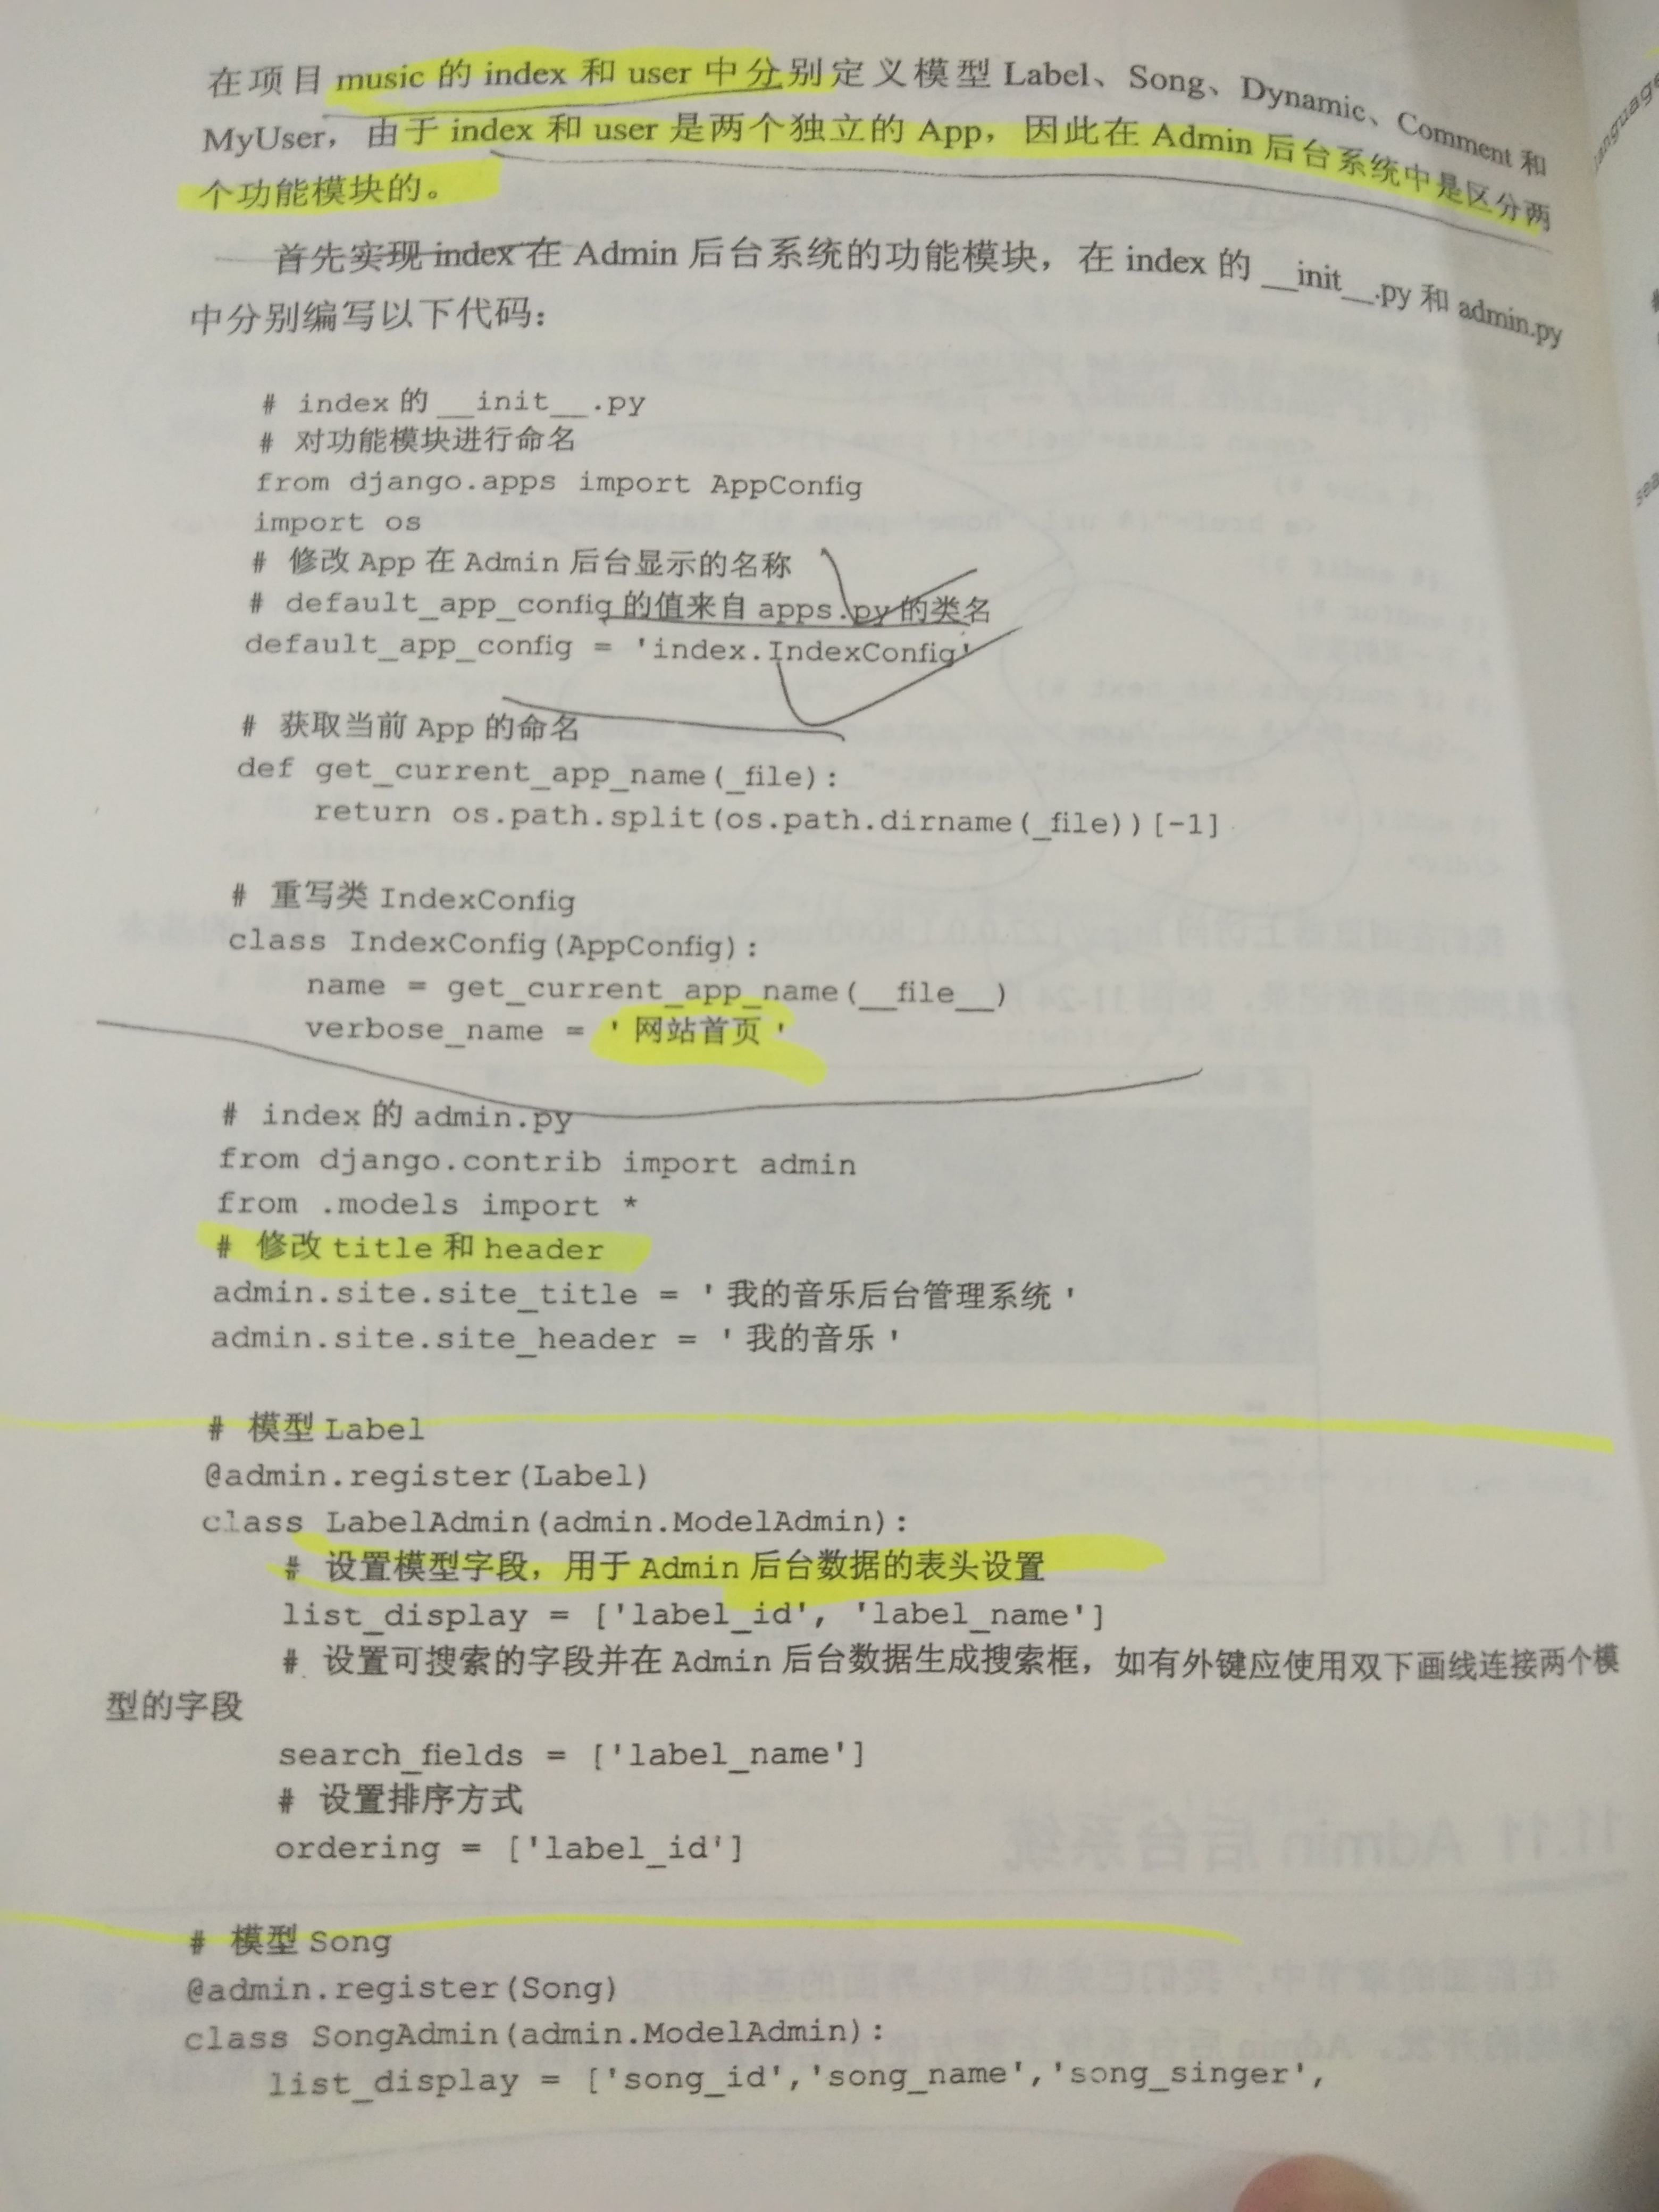 在项目 music 的 index 和 user 中分别定义模型 Label、Song、Dynamic、Comment 和
MyUser，由于 index 和 user 是两个独立的 App，因此在 Admin 后台系统中是区分两
个功能模块的。
首先实现 index 在 Admin 后台系统的功能模块，在 index 的 __init__.py 和 admin.py
中分别编写以下代码：
# index 的 __init__.py
# 对功能模块进行命名
from django.apps import AppConfig
import os
# 修改 App 在 Admin 后台显示的名称
# default_app_config 的值来自 apps.py 的类名
default_app_config = 'index.IndexConfig'
# 获取当前 App 的命名
def get_current_app_name(_file):
    return os.path.split(os.path.dirname(_file))[-1]
# 重写类 IndexConfig
class IndexConfig(AppConfig):
    name = get_current_app_name(__file__)
    verbose_name = '网站首页'
# index 的 admin.py
from django.contrib import admin
from .models import *
# 修改 title 和 header
admin.site.site_title = '我的音乐后台管理系统'
admin.site.site_header = '我的音乐'
# 模型 Label
@admin.register(Label)
class LabelAdmin(admin.ModelAdmin):
    # 设置模型字段，用于 Admin 后台数据的表头设置
    list_display = ['label_id', 'label_name']
    # 设置可搜索的字段并在 Admin 后台数据生成搜索框，如有外键应使用双下画线连接两个模
型的字段
    search_fields = ['label_name']
    # 设置排序方式
    ordering = ['label_id']
# 模型 Song
@admin.register(Song)
class SongAdmin(admin.ModelAdmin):
    list_display = ['song_id','song_name','song_singer',